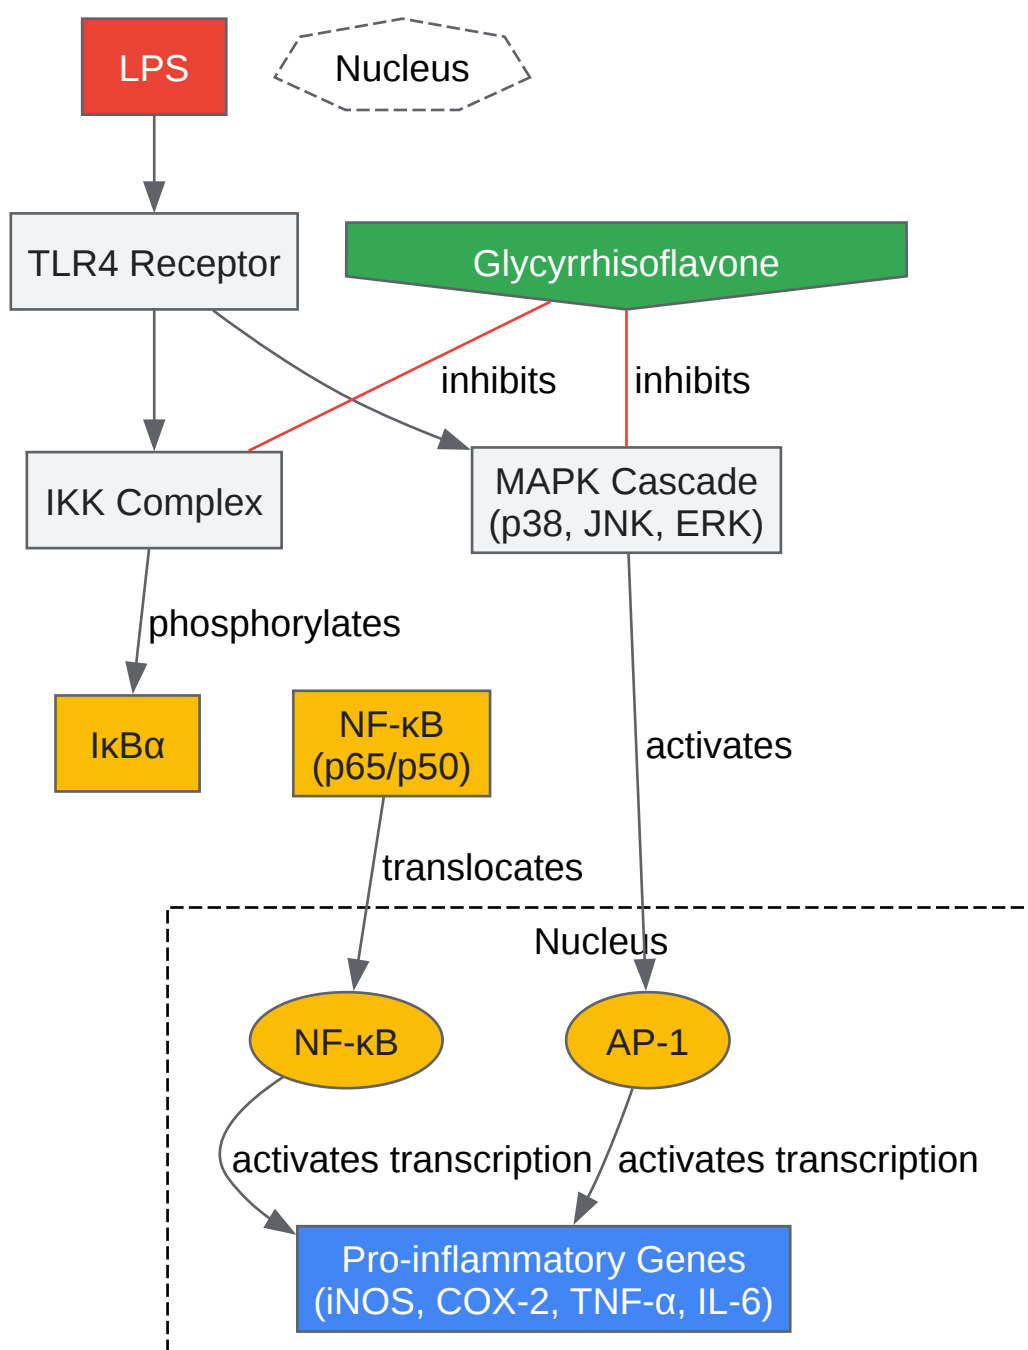 LPS
Nucleus
TLR4 Receptor
Glycyrrhisoflavone
inhibits
inhibits
IKK Complex
MAPK Cascade
(p38, JNK, ERK)
phosphorylates
IκBα
NF-κB
(p65/p50)
activates
translocates
Nucleus
NF-κB
AP-1
activates transcription
activates transcription
Pro-inflammatory Genes
(iNOS, COX-2, TNF-α, IL-6)